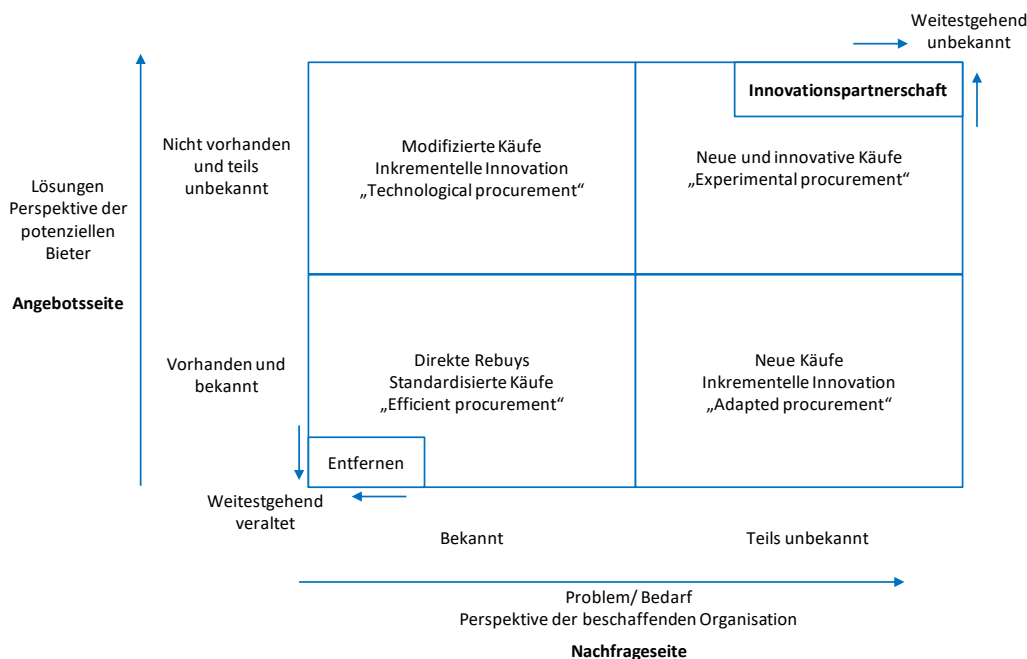 Weitestgehend
unbekannt
Innovationspartnerschaft
Nicht vorhanden
und teils
unbekannt
Modifizierte Käufe
Inkrementelle Innovation
„Technological procurement“
Neue und innovative Käufe
„Experimental procurement“
Lösungen
Perspektive der
potenziellen
Bieter
Angebotsseite
Vorhanden und
bekannt
Direkte Rebuys
Standardisierte Käufe
„Efficient procurement“
Neue Käufe
Inkrementelle Innovation
„Adapted procurement“
Entfernen
Weitestgehend
veraltet
Bekannt
Teils unbekannt
Problem/ Bedarf
Perspektive der beschaffenden Organisation
Nachfrageseite